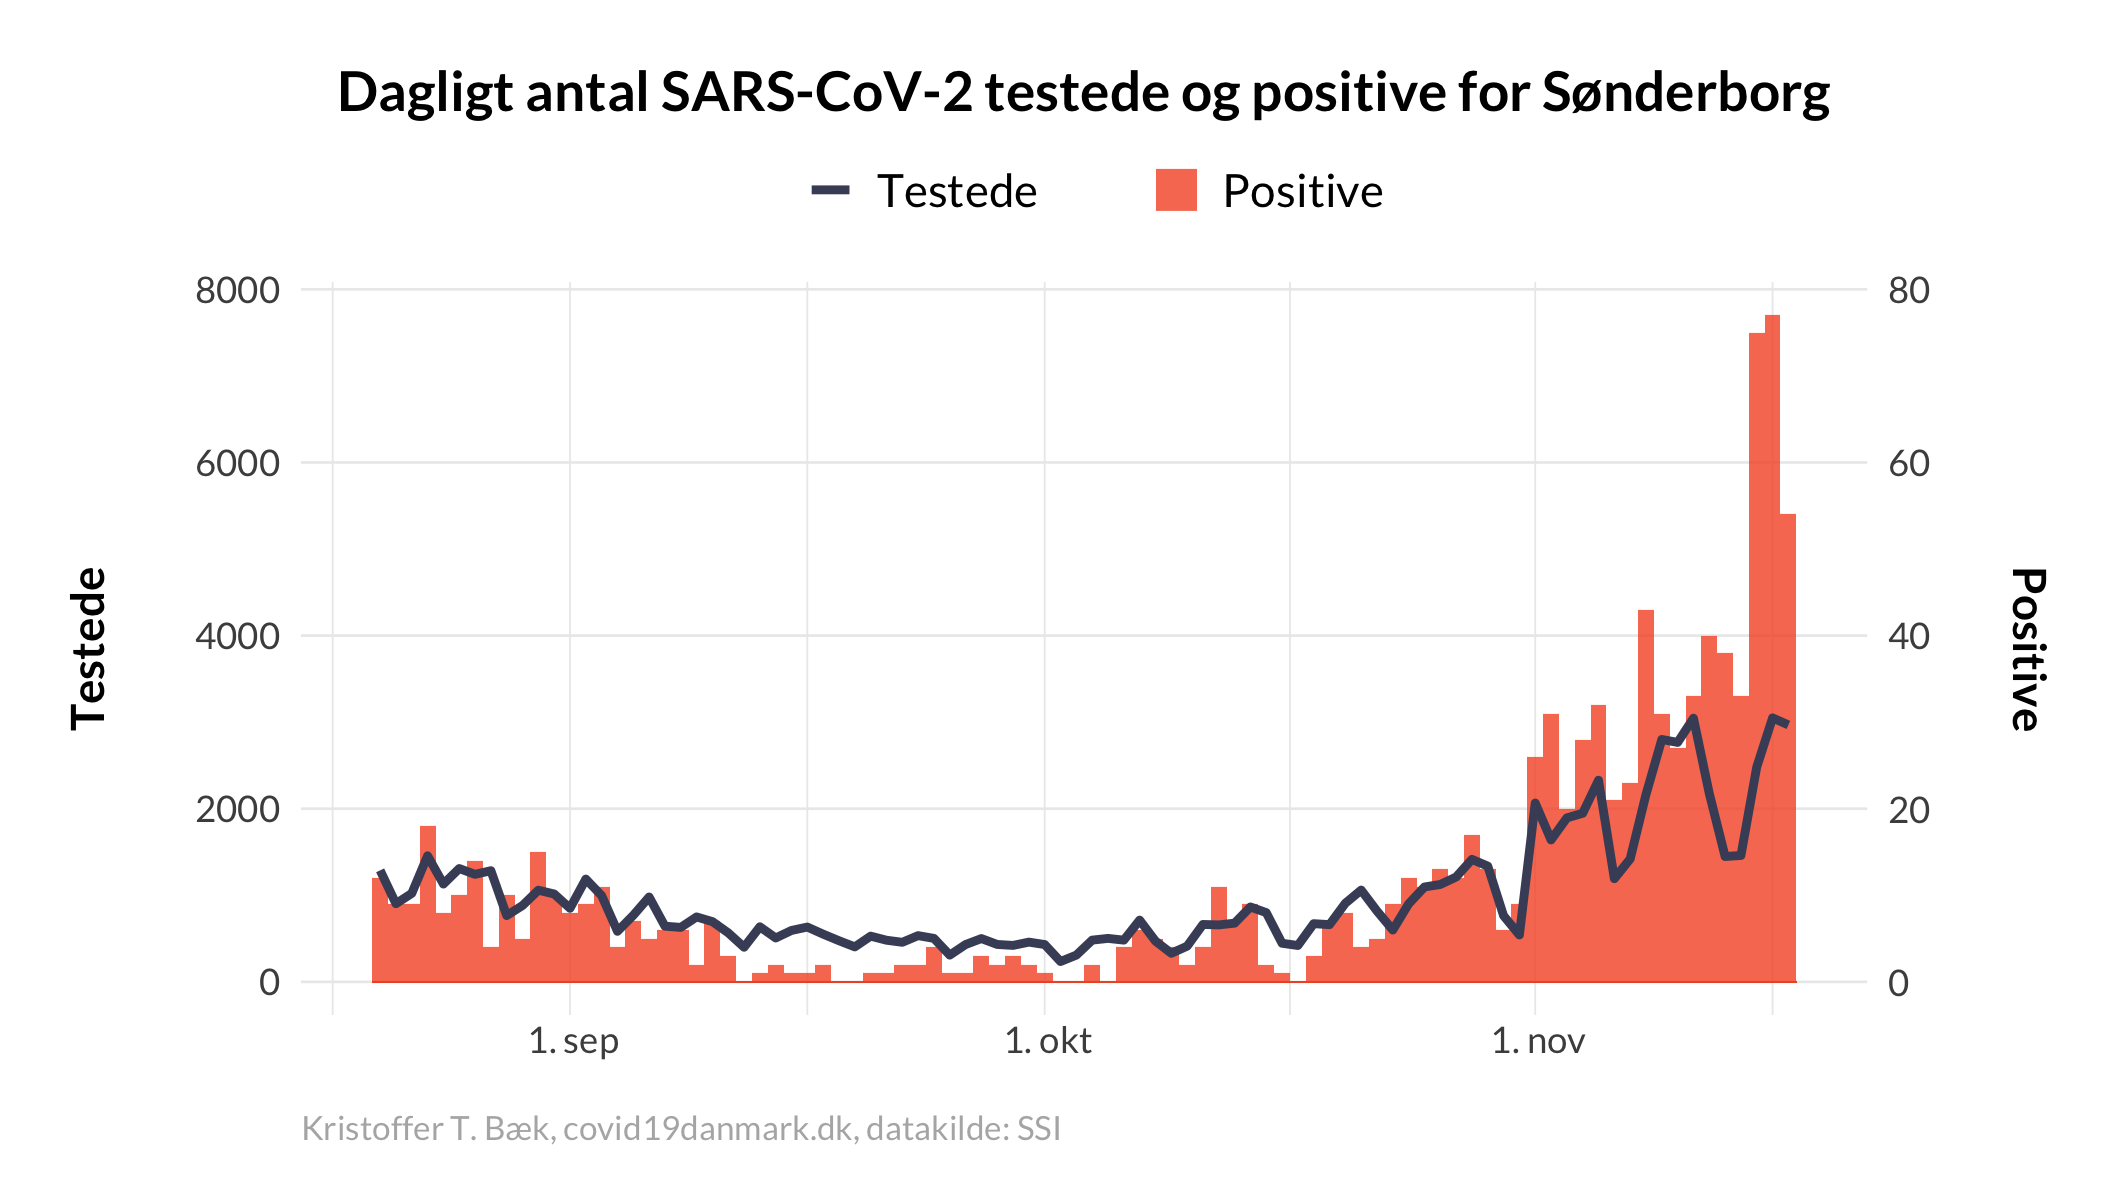 Dagligt antal SARS-CoV-2 testede og positive for Sønderborg
Testede Positive
8000 80
6000 60
4000 40
2000 20
0 0
Testede
Positive
1. sep 1. okt 1. nov
Kristoffer T. Bæk, covid19danmark.dk, datakilde: SSI